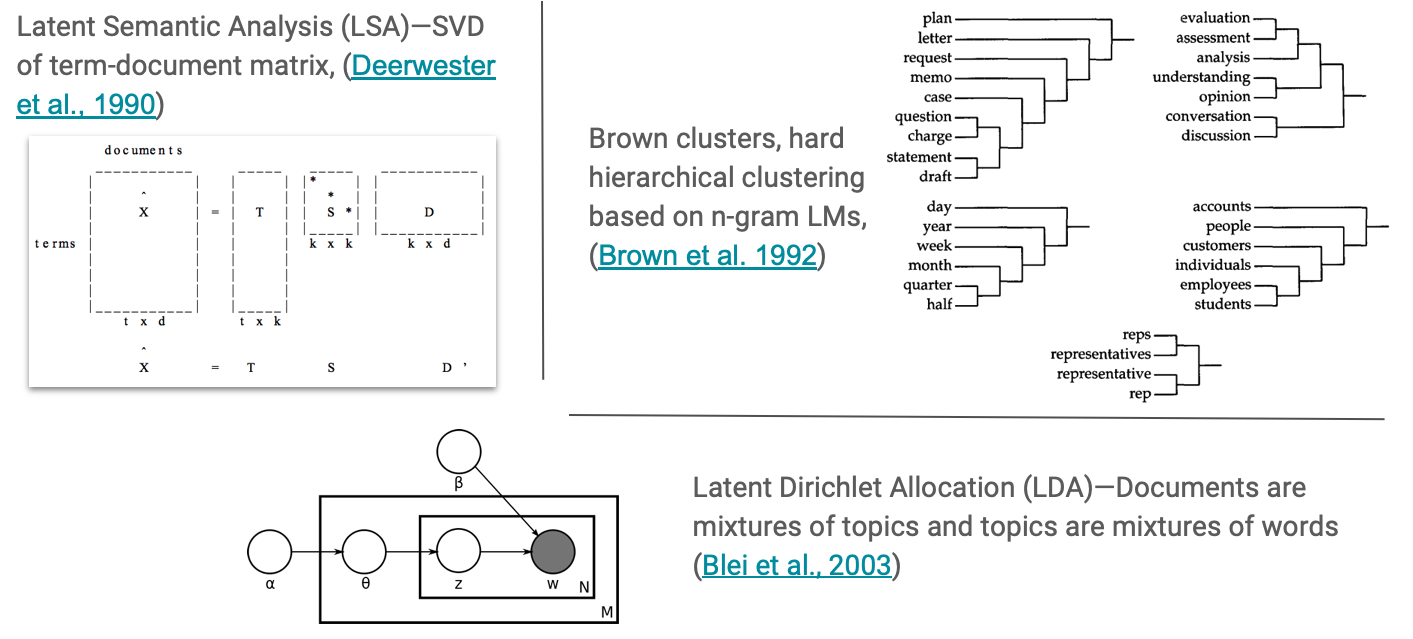 Latent Semantic Analysis (LSA)—SVD
of term-document matrix, (Deerwester
et al., 1990)
documents
^
X = T S D
* * *
k x k k x d
terms
t x d t x k
^
X = T S D '
Brown clusters, hard
hierarchical clustering
based on n-gram LMs,
(Brown et al. 1992)
plan
letter
request
memo
case
question
charge
statement
draft
day
year
week
month
quarter
half
evaluation
assessment
analysis
understanding
opinion
conversation
discussion
accounts
people
customers
individuals
employees
students
reps
representatives
representative
rep
β
α θ z w N
M
Latent Dirichlet Allocation (LDA)—Documents are
mixtures of topics and topics are mixtures of words
(Blei et al., 2003)